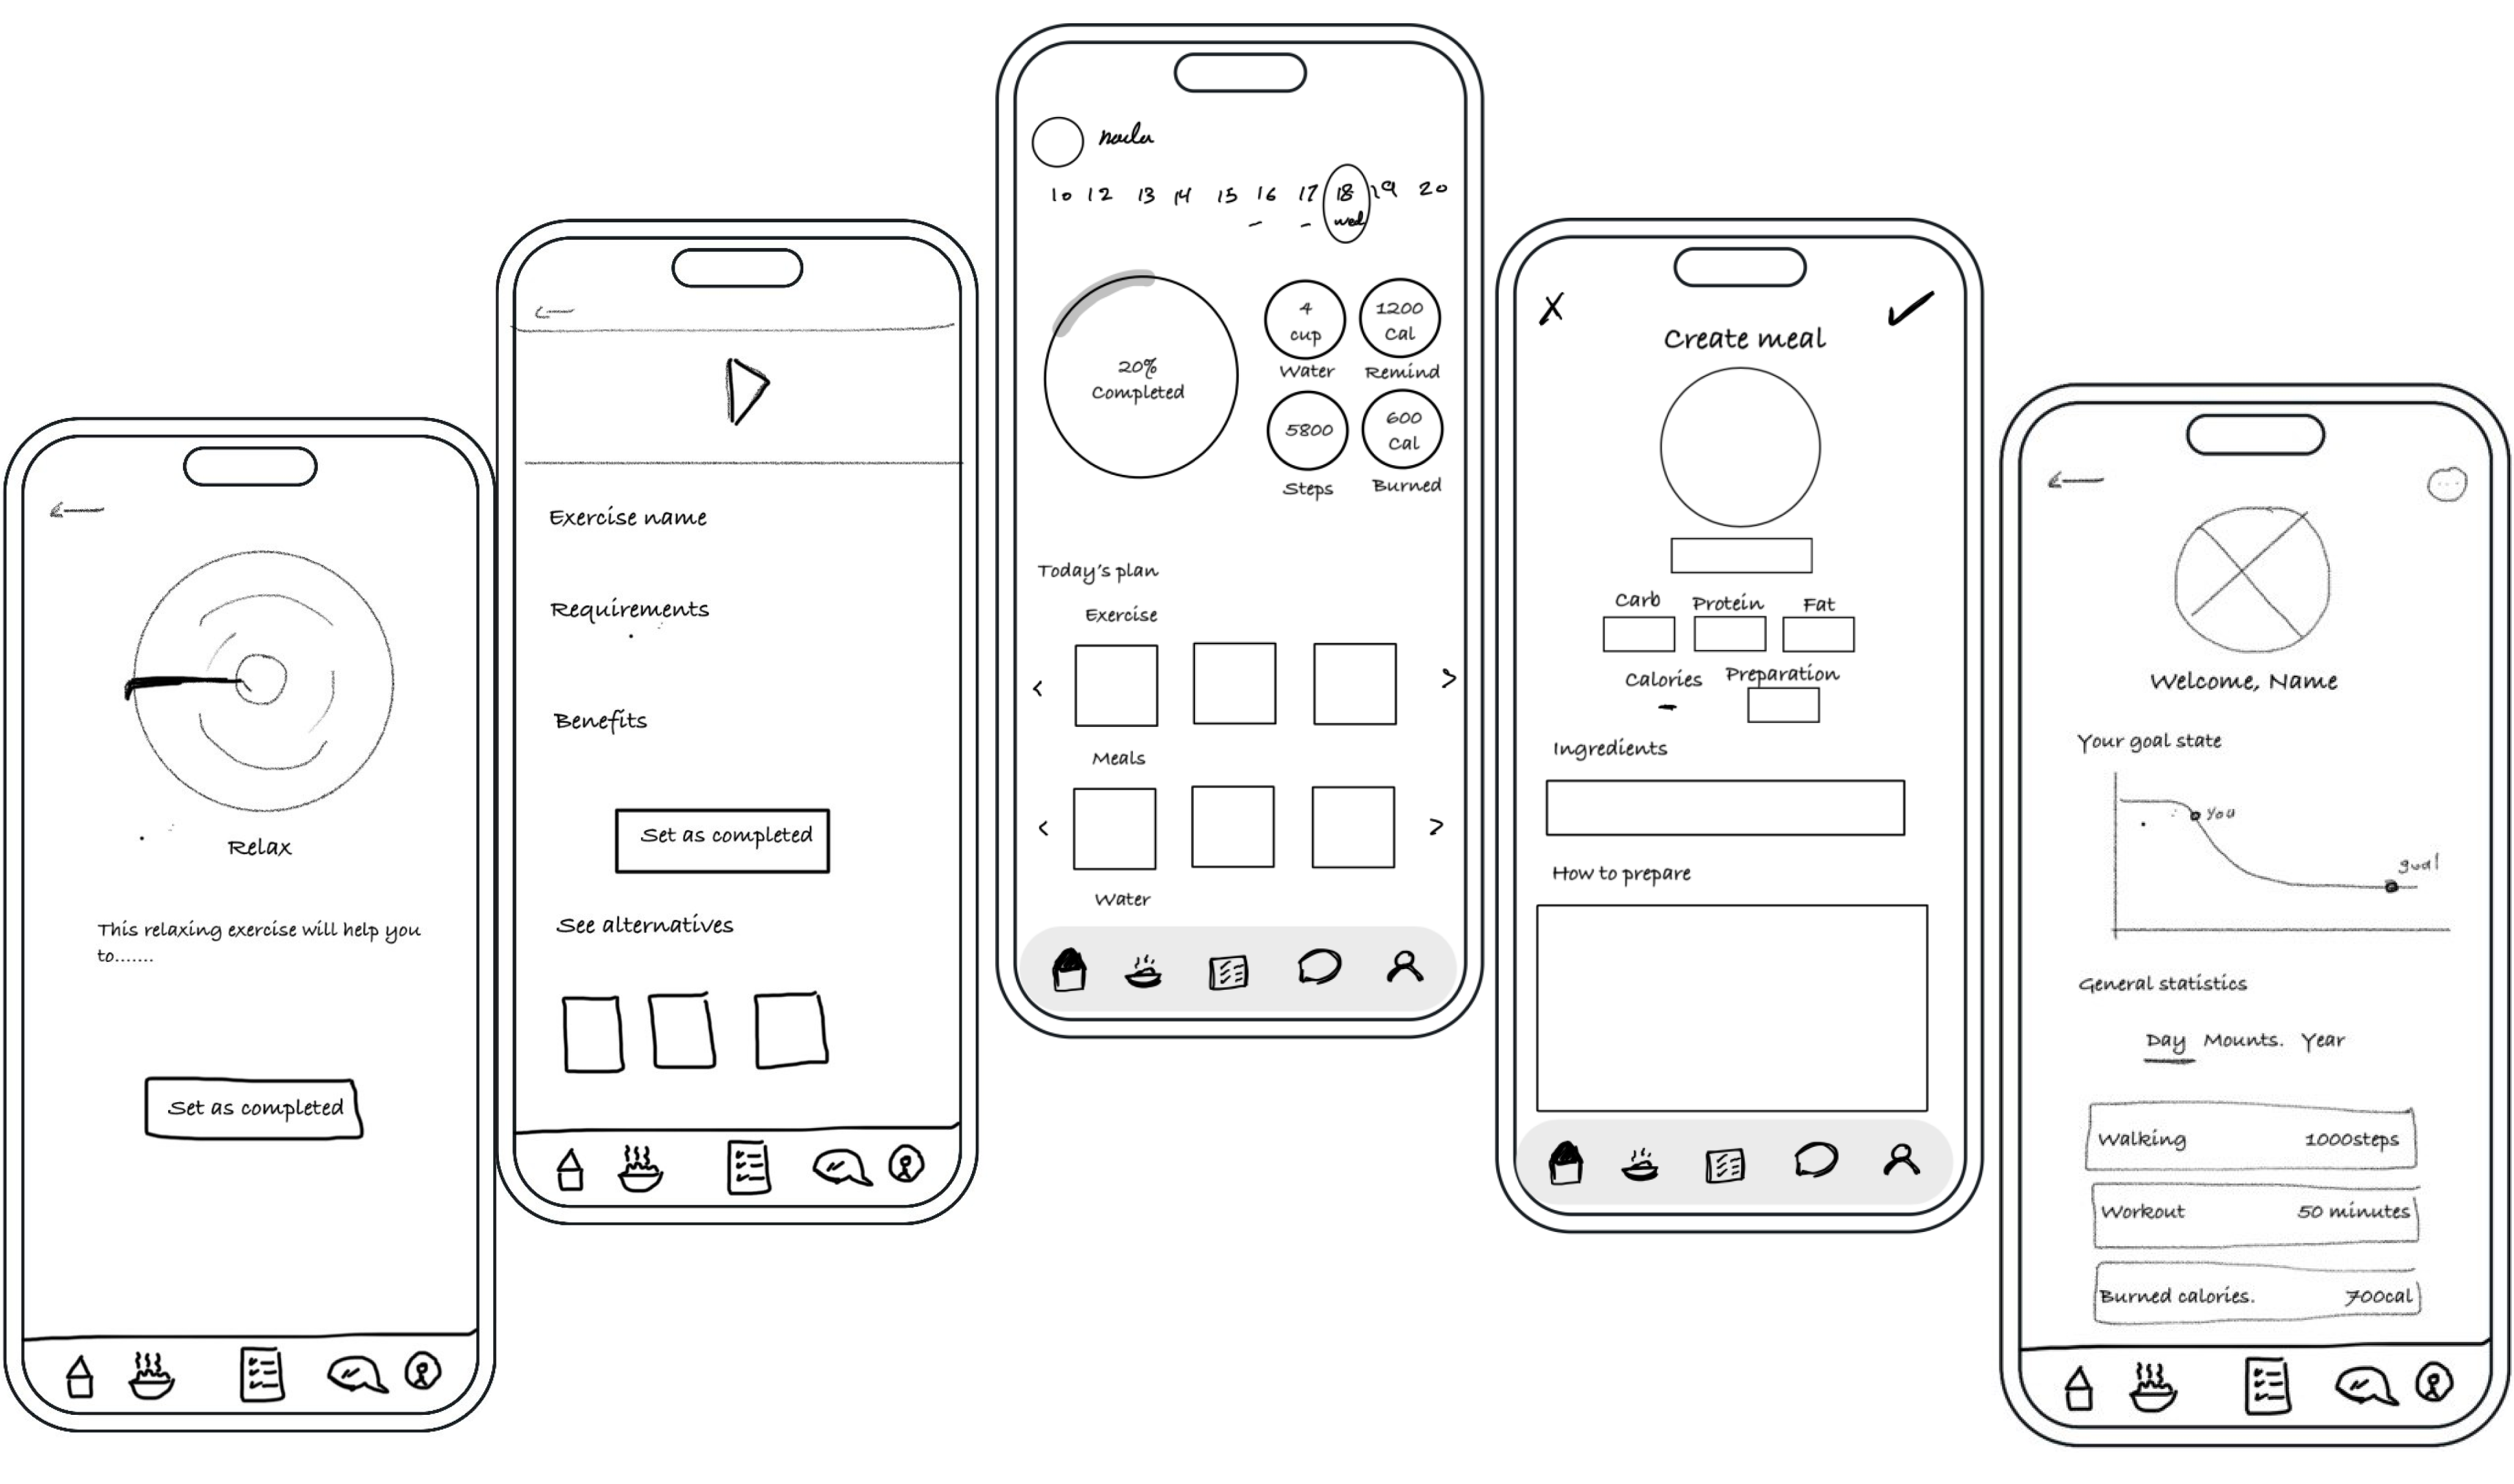 Relax
This relaxing exercise will help you
to.......
Set as completed
Exercise name
Requirements
Benefits
Set as completed
See alternatives
10 12 13 14 15 16 17 18 19 20
wed
20%
Completed
4
cup
Water
1200
Cal
Remind
5800
Steps
600
Cal
Burned
Today's plan
Exercise
< >
Meals
< >
Water
X
Create meal
Carb Protein Fat
Calories Preparation
Ingredients
How to prepare
Welcome, Name
Your goal state
You
goal
General statistics
Day Mounts. Year
Walking 1000steps
Workout 50 minutes
Burned calories. 700cal